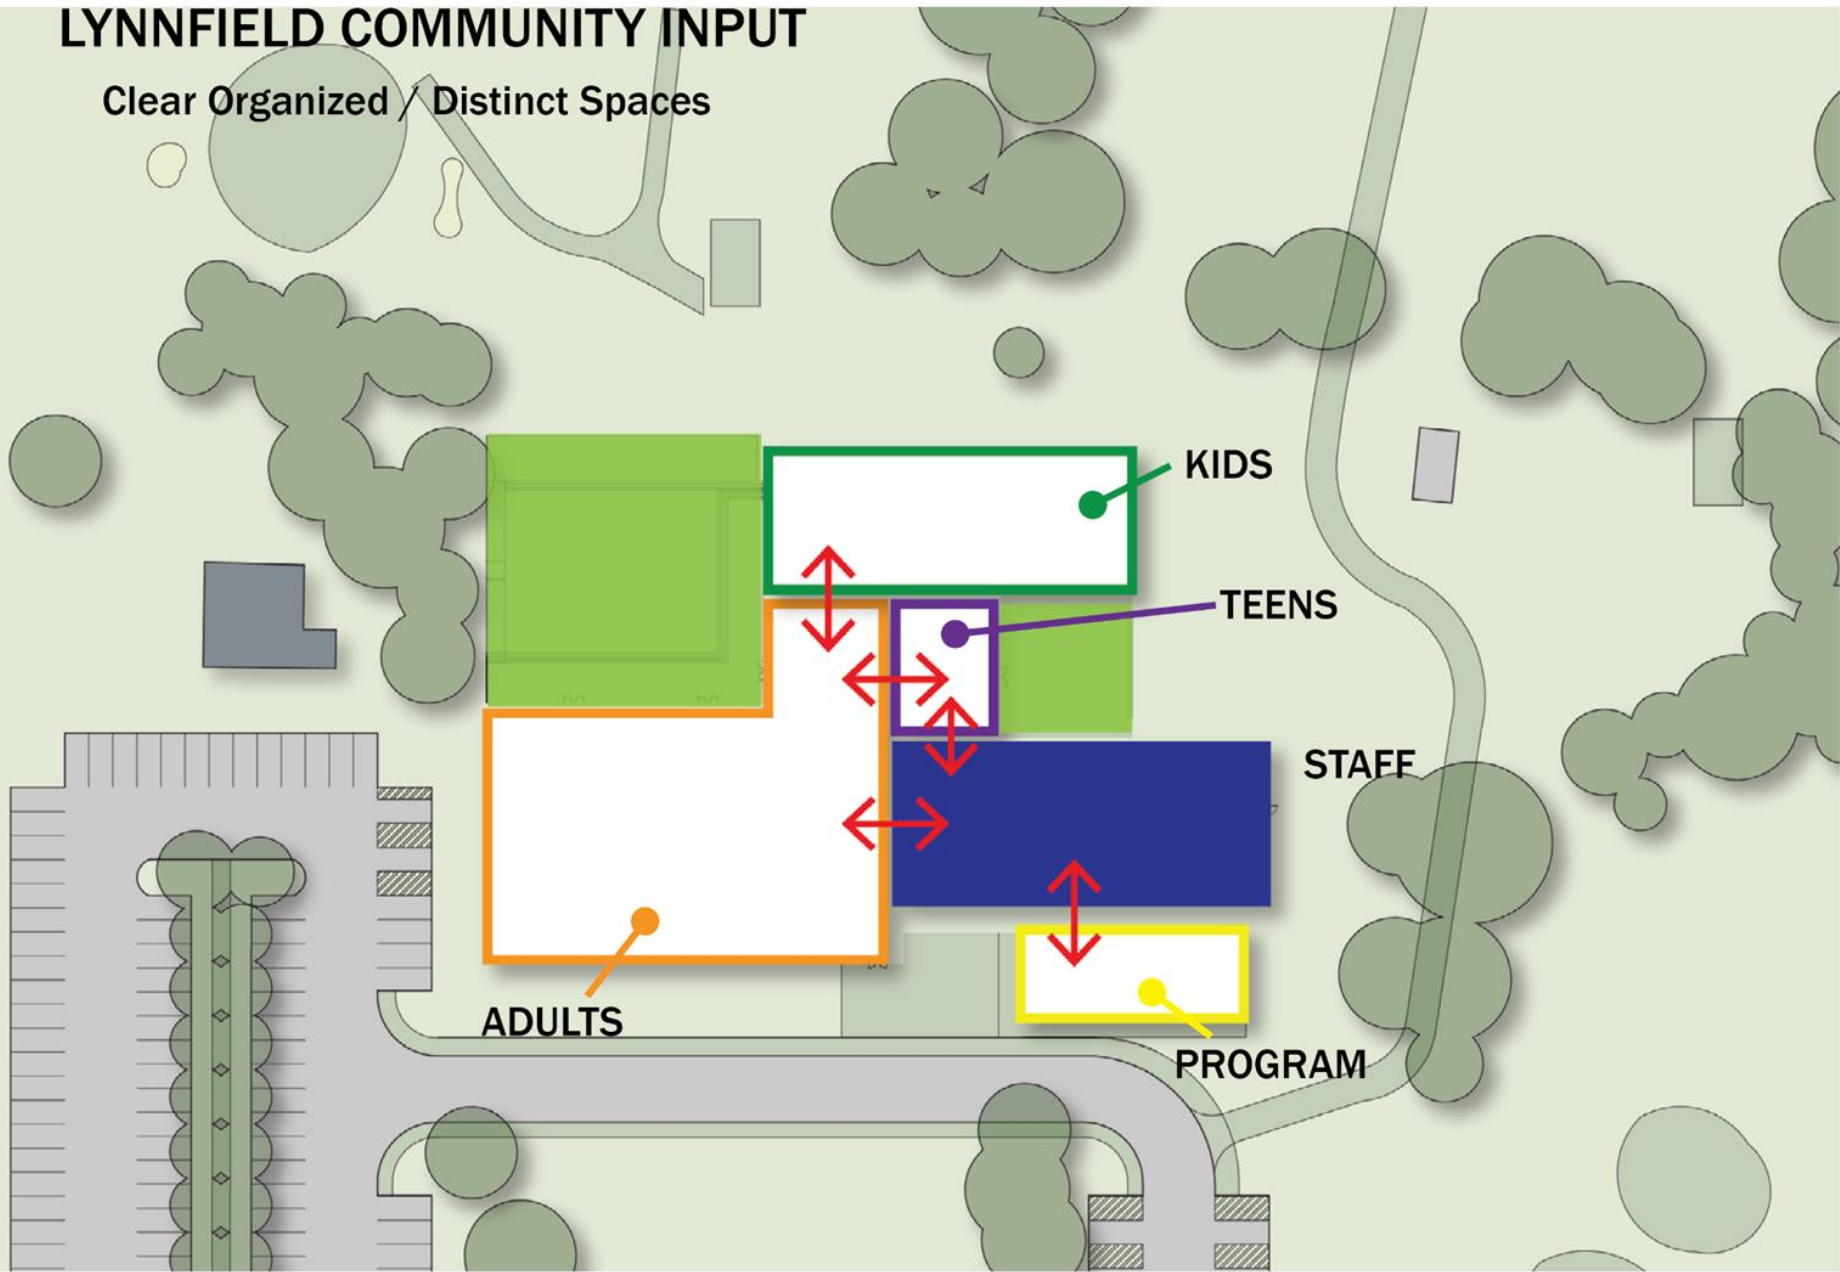 LYNNFIELD COMMUNITY INPUT
Clear Organized / Distinct Spaces
KIDS
TEENS
STAFF
ADULTS
PROGRAM